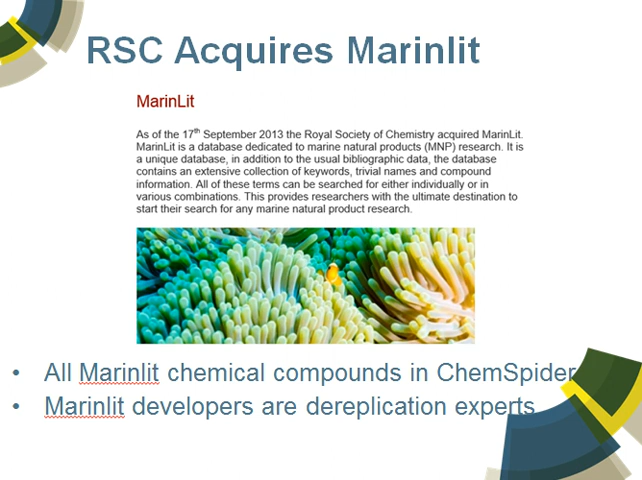 RSC Acquires Marinlit
MarinLit
As of the 17th September 2013 the Royal Society of Chemistry acquired MarinLit.
MarinLit is a database dedicated to marine natural products (MNP) research. It is
a unique database, in addition to the usual bibliographic data, the database
contains an extensive collection of keywords, trivial names and compound
information. All of these terms can be searched for either individually or in
various combinations. This provides researchers with the ultimate destination to
start their search for any marine natural product research.
• All Marinlit chemical compounds in ChemSpider
• Marinlit developers are dereplication experts